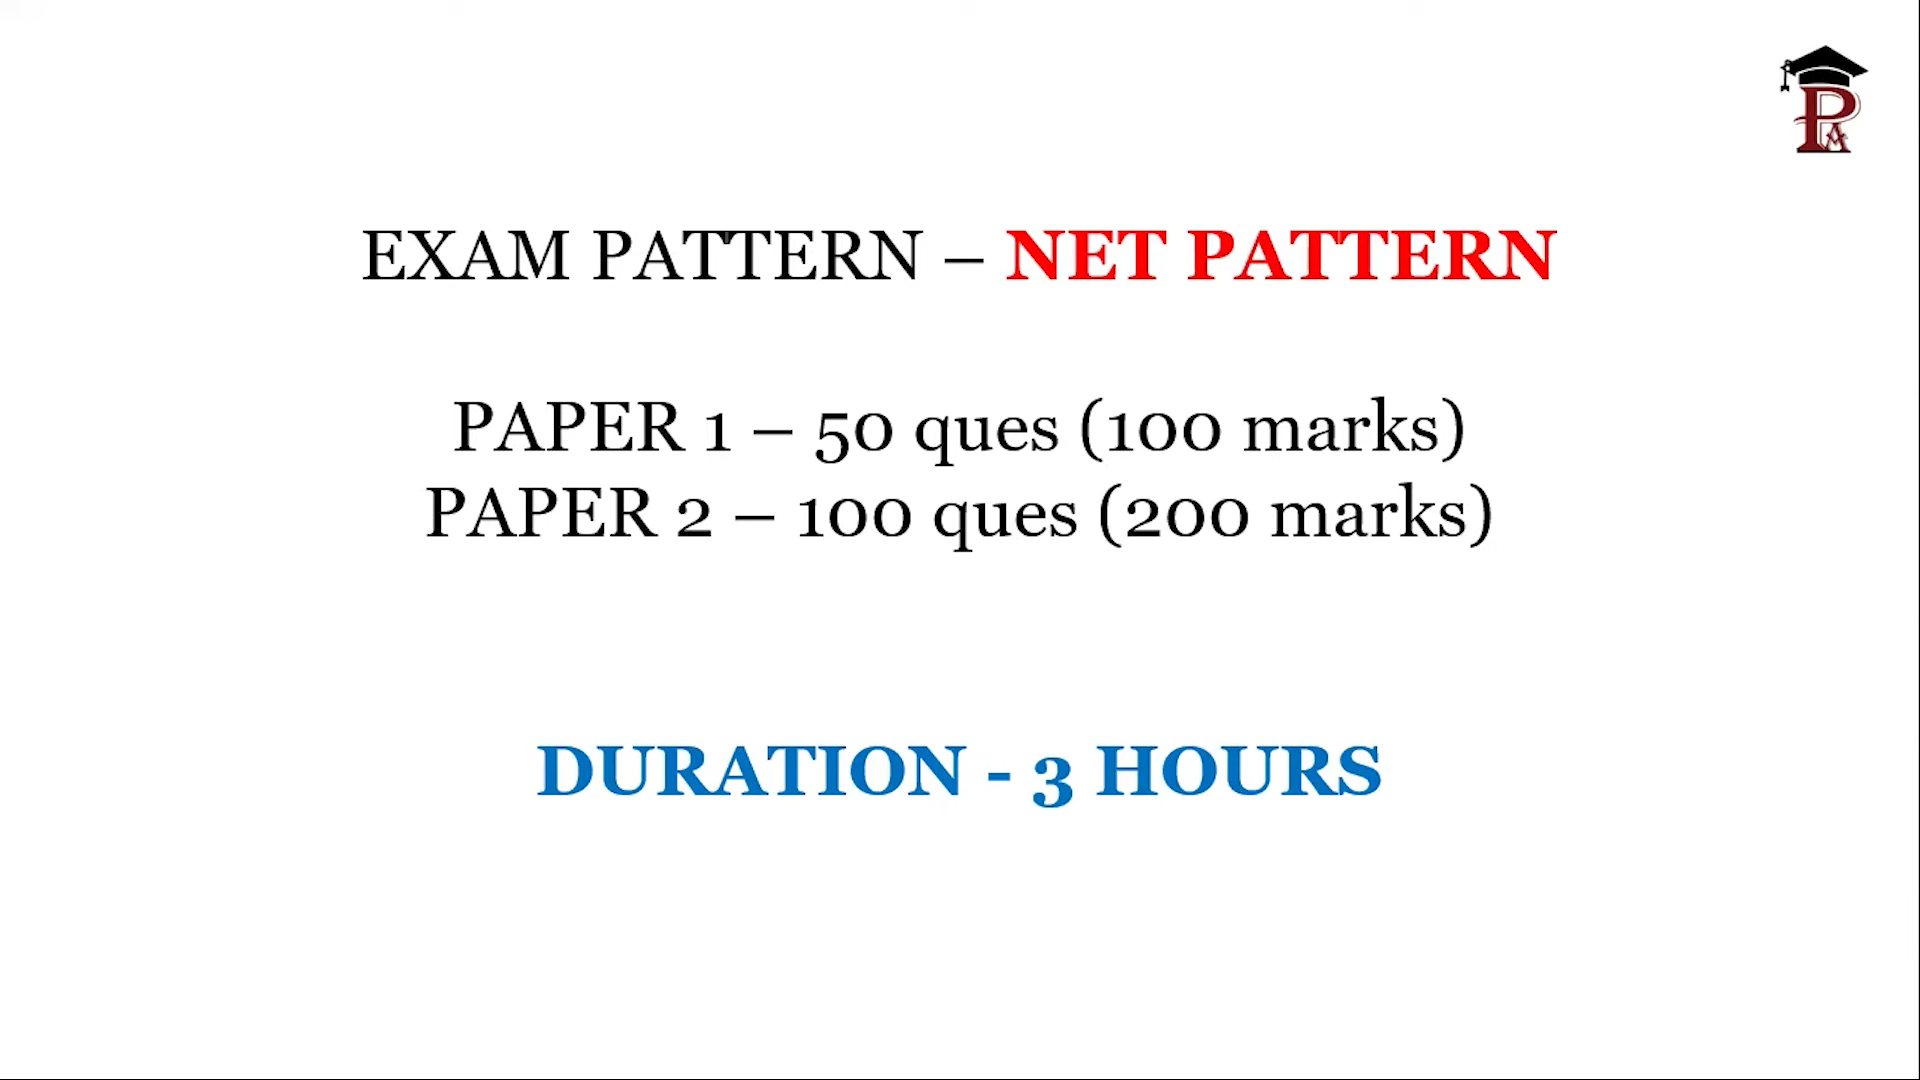 PA
EXAM PATTERN – NET PATTERN
PAPER 1 – 50 ques (100 marks)
PAPER 2 – 100 ques (200 marks)
DURATION - 3 HOURS